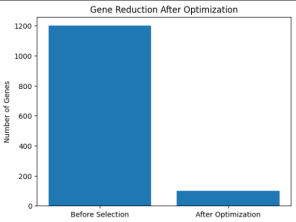 Gene Reduction After Optimization
1200
1000
800
600
400
200
0
Number of Genes
Before Selection
After Optimization